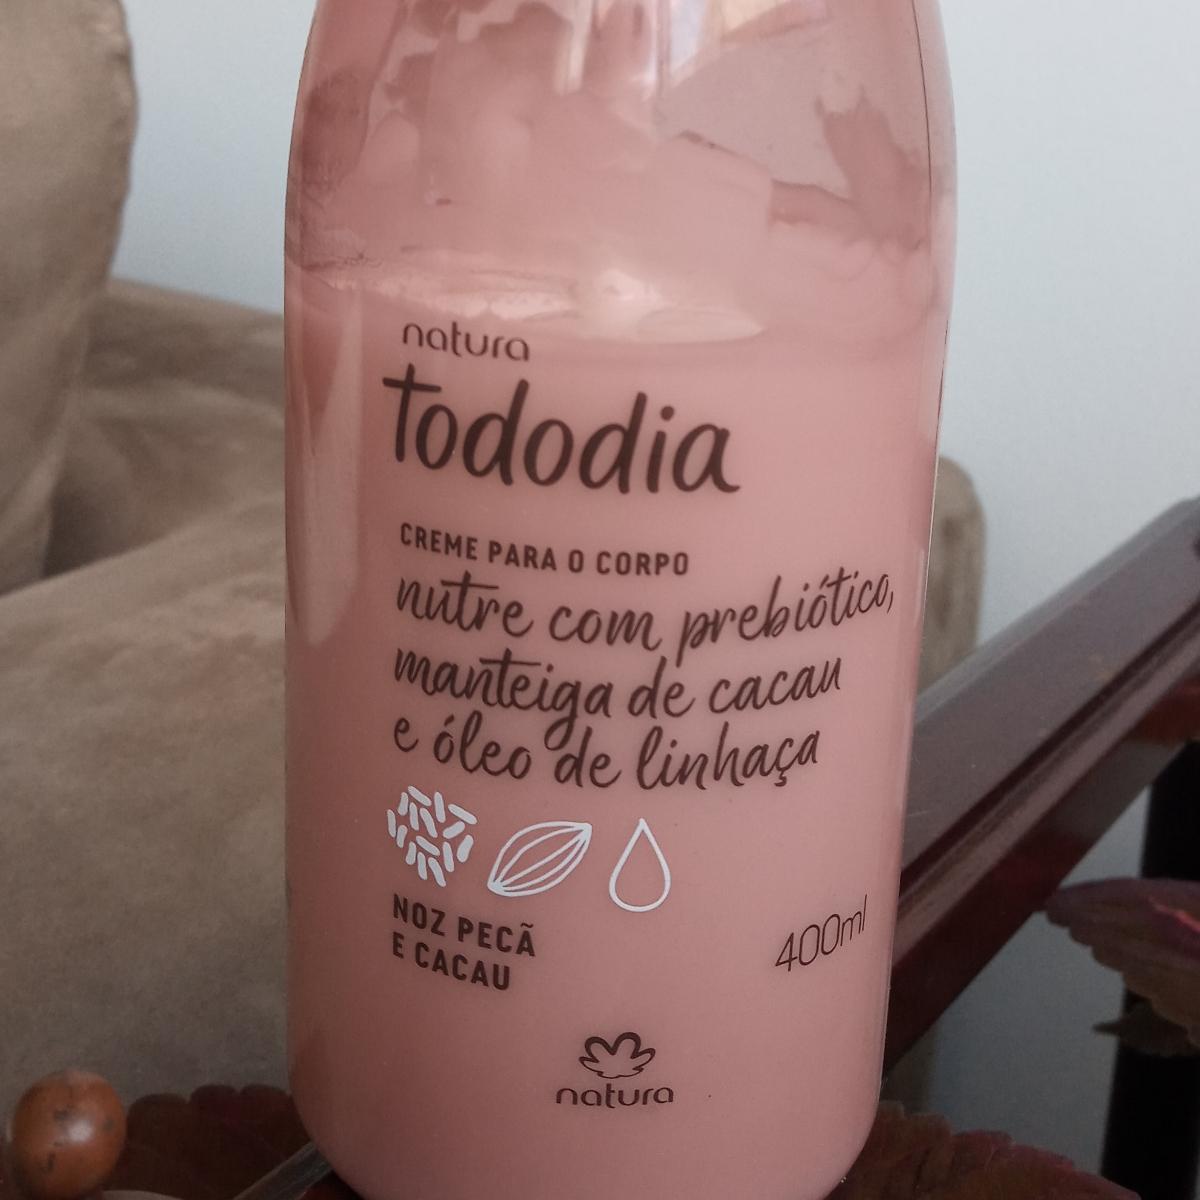 natura
tododia
CREME PARA O CORPO
nutre com prebiótico,
manteiga de cacau
e óleo de linhaça
NOZ PECÃ
E CACAU
400ml
natura